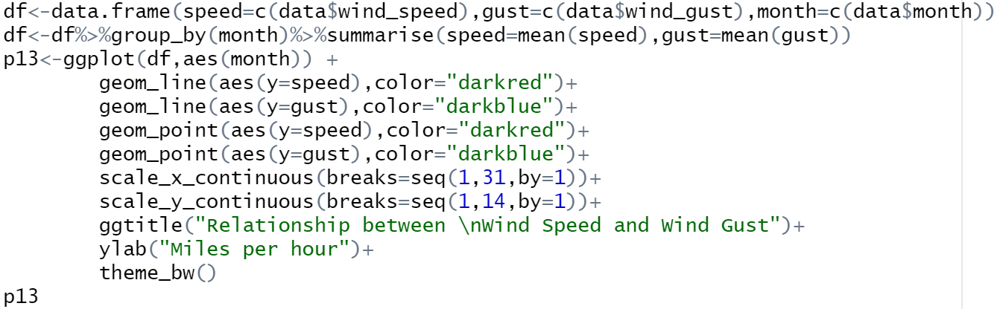 df<-data.frame(speed=c(data$wind_speed),gust=c(data$wind_gust),month=c(data$month))
df<-df%>%group_by(month)%>%summarise(speed=mean(speed),gust=mean(gust))
p13<-ggplot(df,aes(month)) +
        geom_line(aes(y=speed),color="darkred")+
        geom_line(aes(y=gust),color="darkblue")+
        geom_point(aes(y=speed),color="darkred")+
        geom_point(aes(y=gust),color="darkblue")+
        scale_x_continuous(breaks=seq(1,31,by=1))+
        scale_y_continuous(breaks=seq(1,14,by=1))+
        ggtitle("Relationship between \nWind Speed and Wind Gust")+
        ylab("Miles per hour")+
        theme_bw()
p13